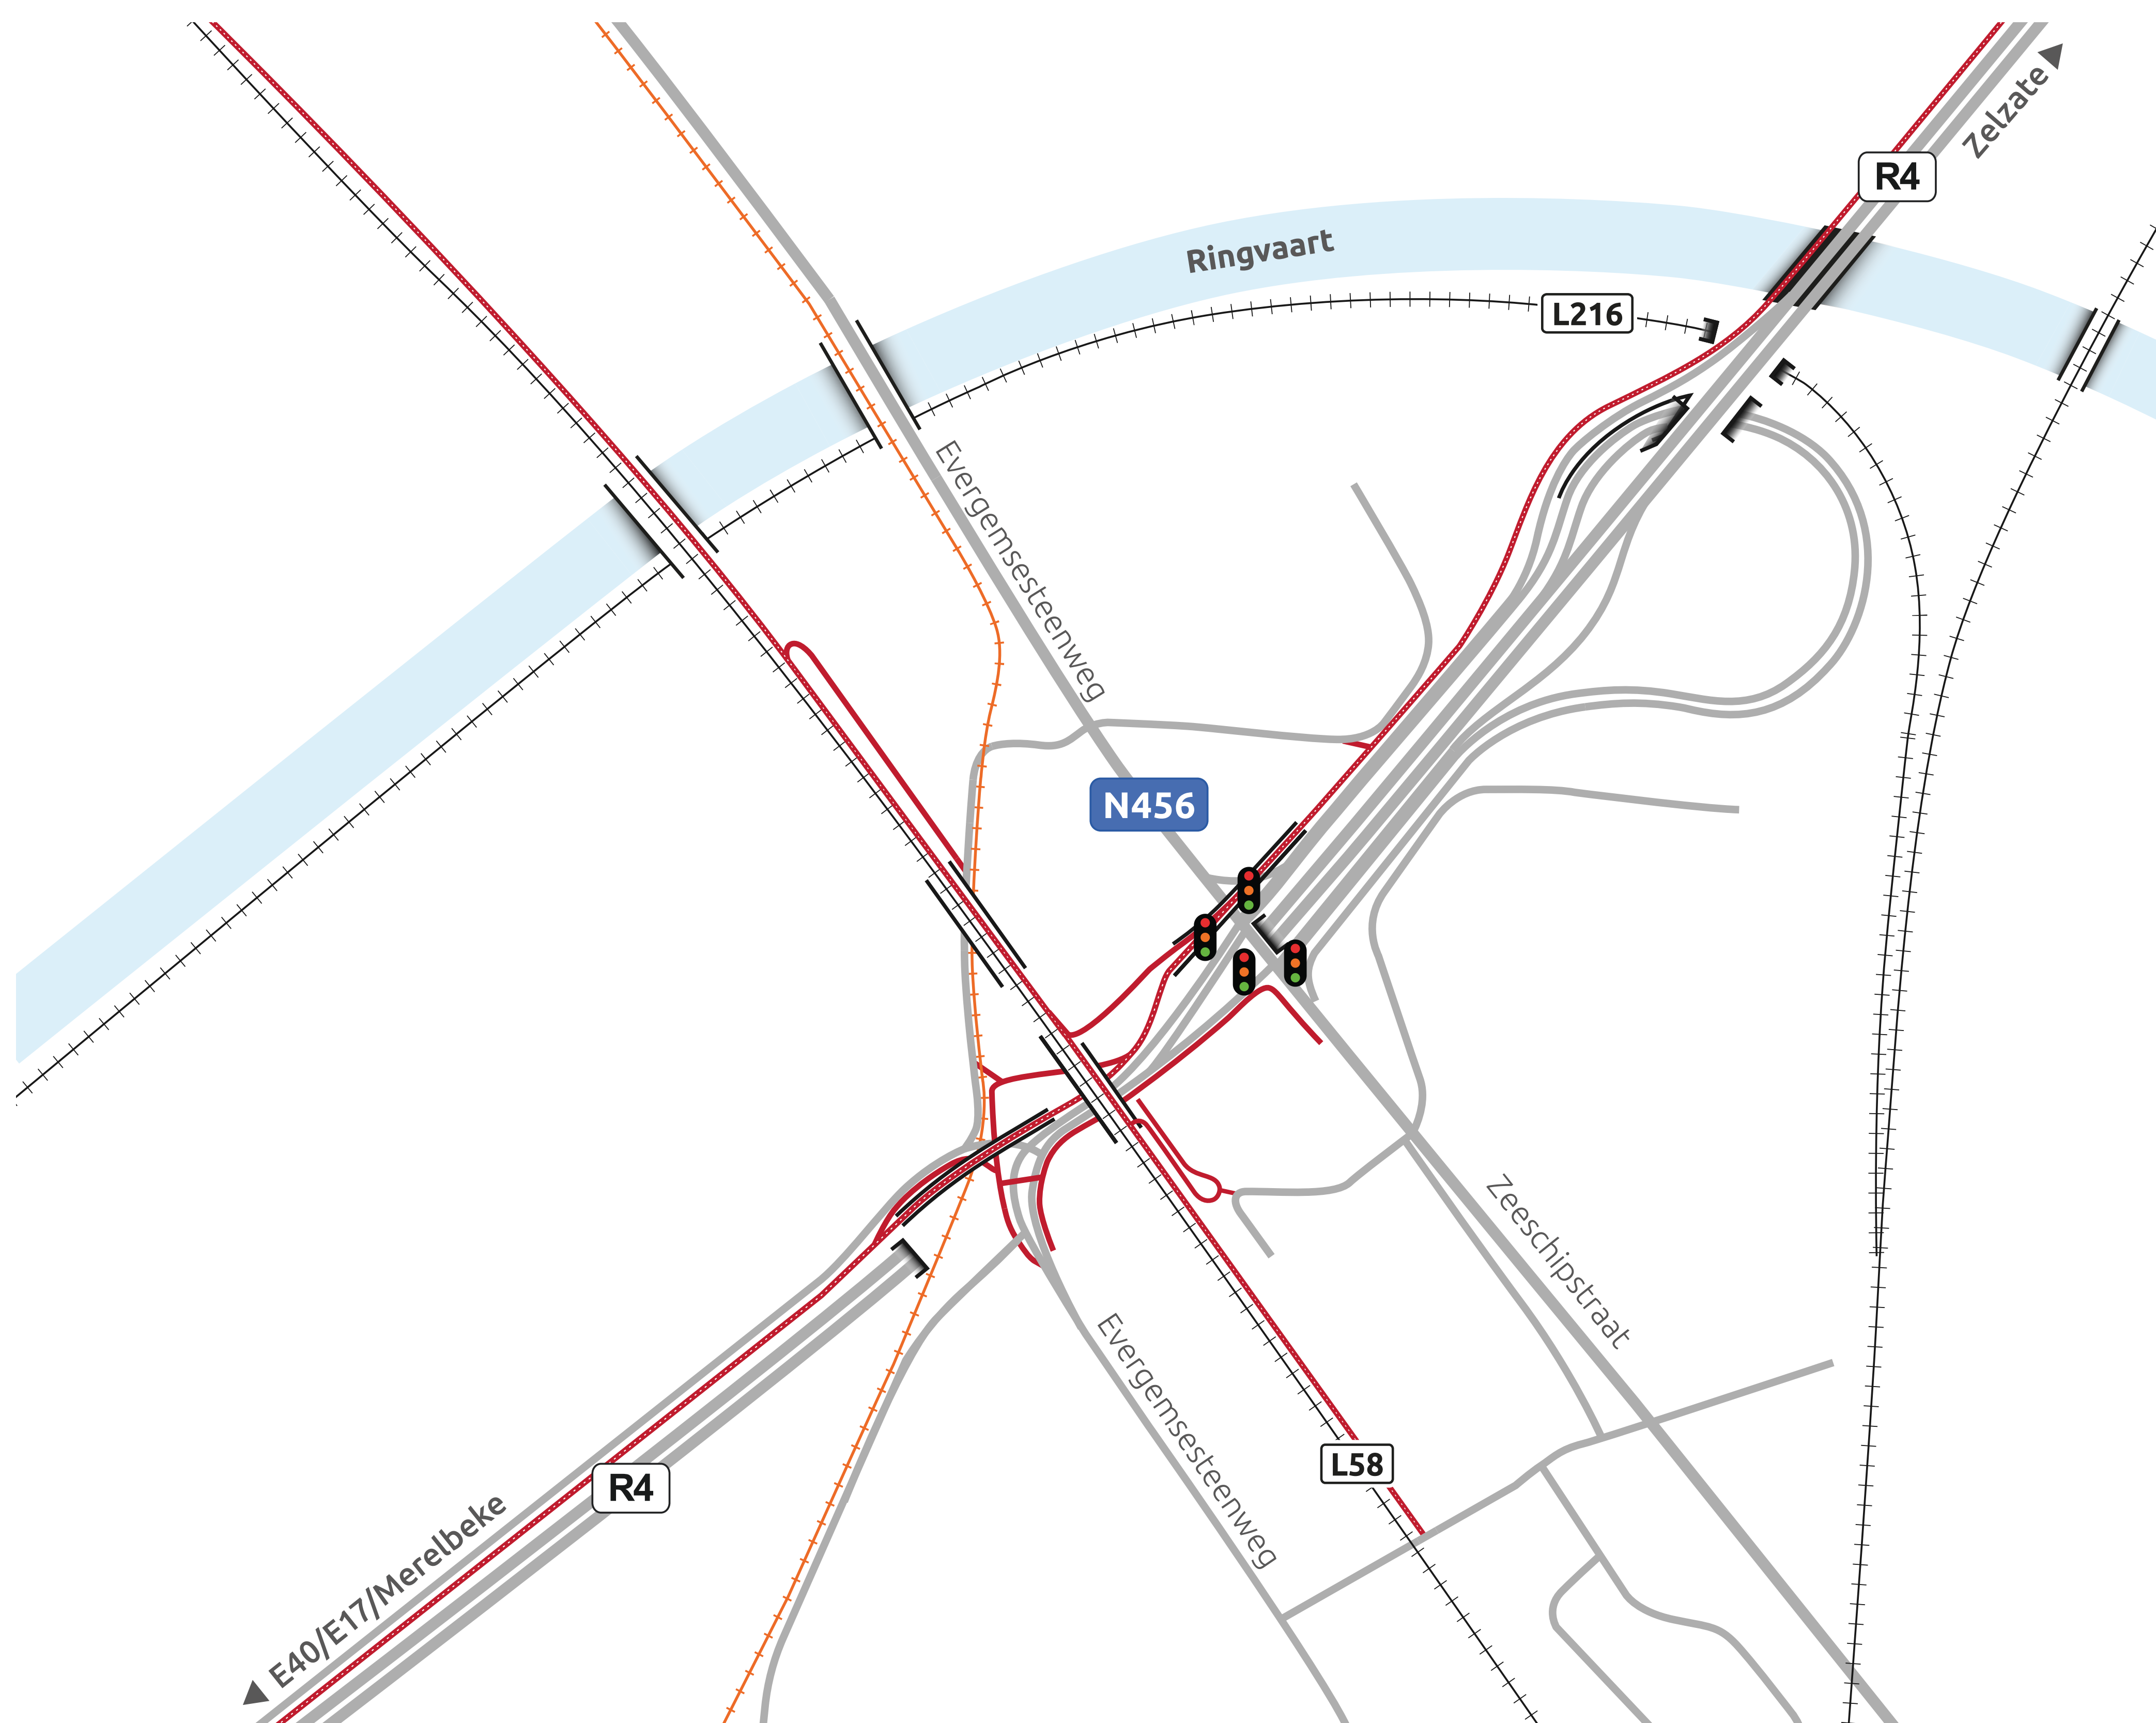 Zelzate
R4
Ringvaart
L216
Evergemsesteenweg
N456
Zeeschipstraat
Evergemsesteenweg
L58
R4
E40/E17/Merelbeke